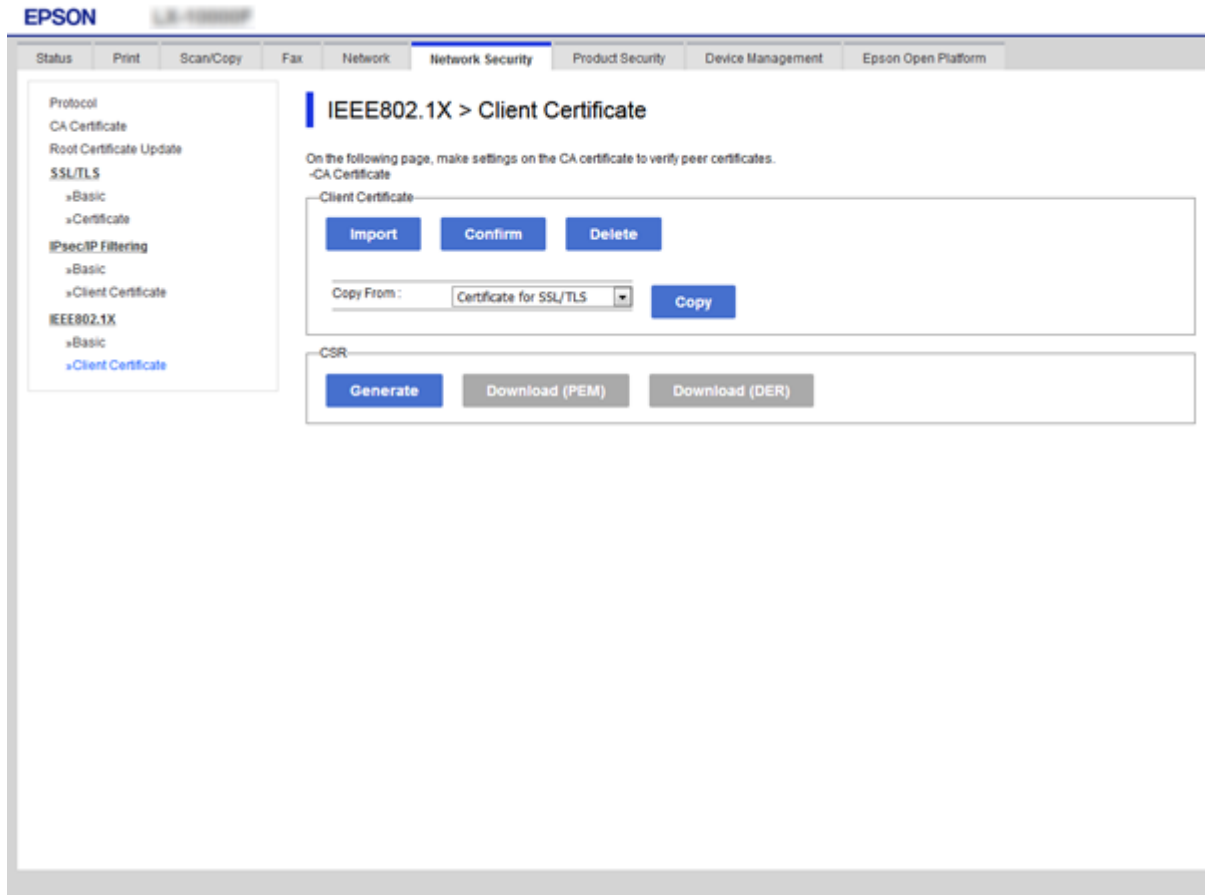 EPSON
Status Print Scan/Copy Fax Network Network Security Product Security Device Management Epson Open Platform
Protocol
CA Certificate
Root Certificate Update
SSL/TLS
»Basic
»Certificate
IPsec/IP Filtering
»Basic
»Client Certificate
IEEE802.1X
»Basic
»Client Certificate
IEEE802.1X > Client Certificate
On the following page, make settings on the CA certificate to verify peer certificates.
-CA Certificate
Client Certificate
Import Confirm Delete
Copy From : Certificate for SSL/TLS Copy
CSR
Generate Download (PEM) Download (DER)